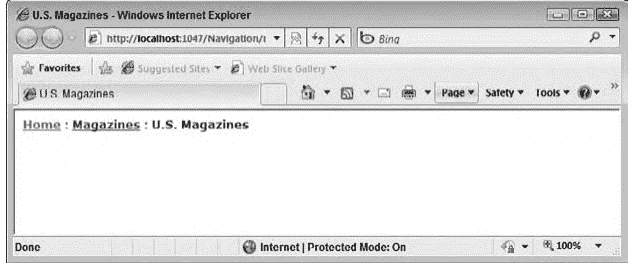 U.S. Magazines - Windows Internet Explorer
http://localhost:1047/Navigation/
Bing
Favorites
Suggested Sites
Web Slice Gallery
U.S. Magazines
Page
Safety
Tools
Home : Magazines : U.S. Magazines
Done
Internet | Protected Mode: On
100%